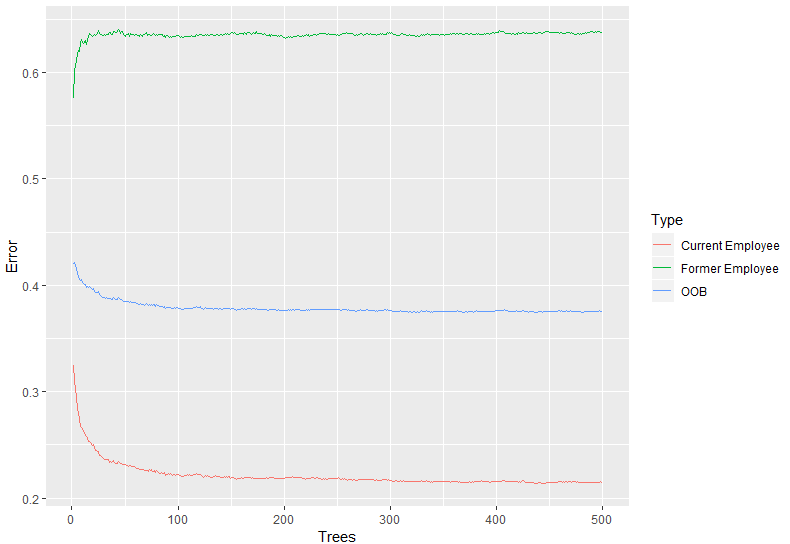 0.6
0.5
0.4
0.3
0.2
Error
0 100 200 300 400 500
Trees
Type
Current Employee
Former Employee
OOB